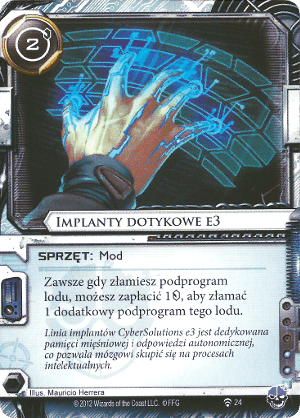 2
IMPLANTY DOTYKOWE E3
SPRZĘT: Mod
Zawsze gdy złamiesz podprogram
lodu, możesz zapłacić 1, aby złamać
1 dodatkowy podprogram tego lodu.
Linia implantów CyberSolutions e3 jest dedykowana
pamięci mięśniowej i odpowiedzi autonomicznej,
co pozwala mózgowi skupić się na procesach
intelektualnych.
Illus. Mauricio Herrera
© 2012 Wizards of the Coast LLC. © FFG 24